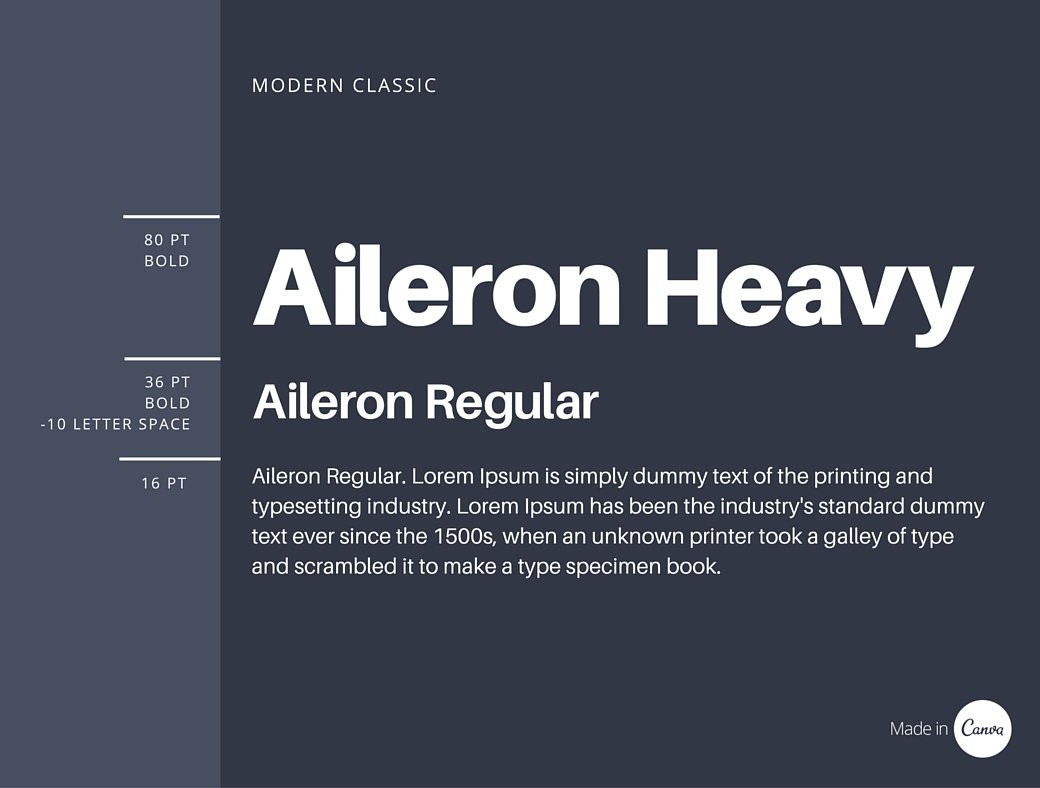 MODERN CLASSIC
80 PT
BOLD
Aileron Heavy
36 PT
BOLD
-10 LETTER SPACE
Aileron Regular
16 PT
Aileron Regular. Lorem Ipsum is simply dummy text of the printing and
typesetting industry. Lorem Ipsum has been the industry's standard dummy
text ever since the 1500s, when an unknown printer took a galley of type
and scrambled it to make a type specimen book.
Made in Canva